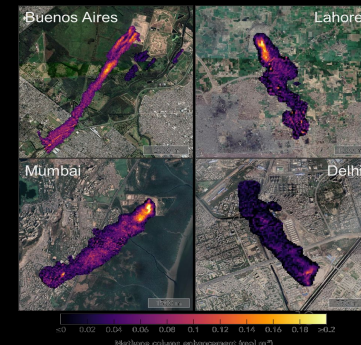 Buenos Aires
Lahore
Mumbai
Delhi
<0 0.02 0.04 0.06 0.08 0.1 0.12 0.14 0.16 0.18 >0.2
Methane column enhancement (mol m⁻²)